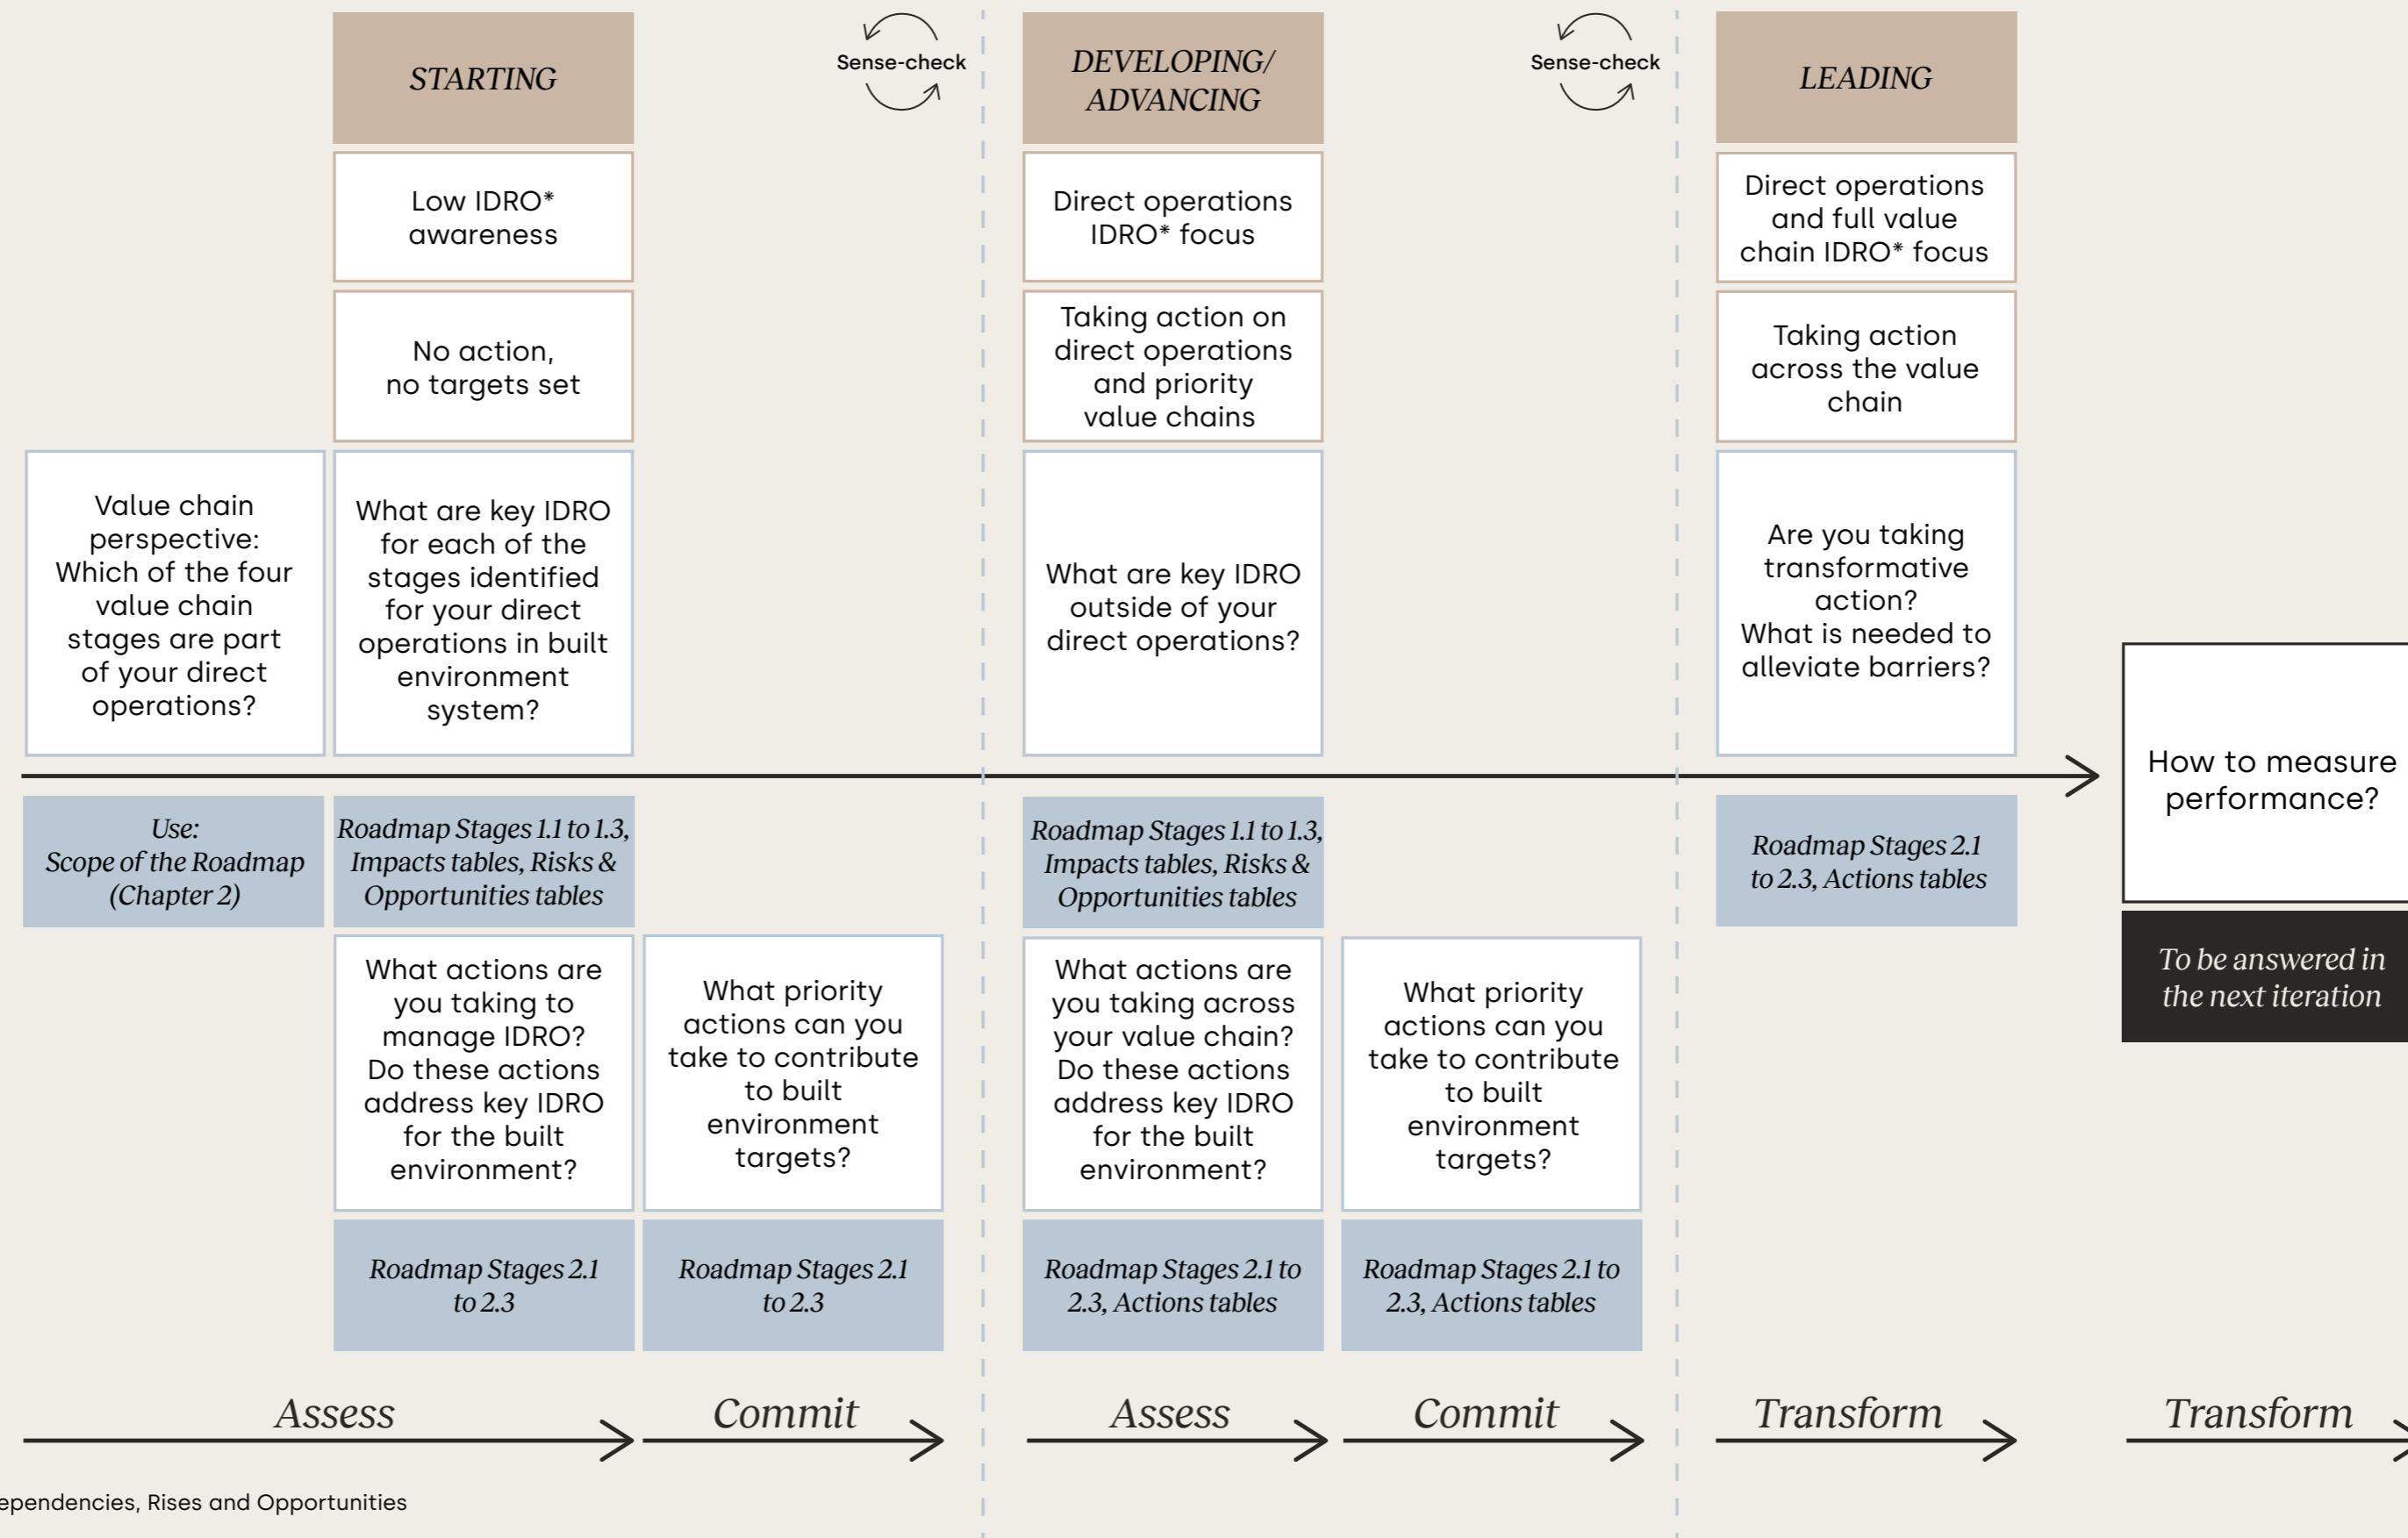 STARTING
Low IDRO*
awareness
No action,
no targets set
Value chain
perspective:
Which of the four
value chain
stages are part
of your direct
operations?
What are key IDRO
for each of the
stages identified
for your direct
operations in built
environment
system?
Use:
Scope of the Roadmap
(Chapter 2)
Roadmap Stages 1.1 to 1.3,
Impacts tables, Risks &
Opportunities tables
What actions are
you taking to
manage IDRO?
Do these actions
address key IDRO
for the built
environment?
What priority
actions can you
take to contribute
to built
environment
targets?
Roadmap Stages 2.1
to 2.3
Roadmap Stages 2.1
to 2.3
Assess
Commit
Sense-check
DEVELOPING/
ADVANCING
Direct operations
IDRO* focus
Taking action on
direct operations
and priority
value chains
What are key IDRO
outside of your
direct operations?
Roadmap Stages 1.1 to 1.3,
Impacts tables, Risks &
Opportunities tables
What actions are
you taking across
your value chain?
Do these actions
address key IDRO
for the built
environment?
What priority
actions can you
take to contribute
to built
environment
targets?
Roadmap Stages 2.1 to
2.3, Actions tables
Roadmap Stages 2.1 to
2.3, Actions tables
Assess
Commit
Sense-check
LEADING
Direct operations
and full value
chain IDRO* focus
Taking action
across the value
chain
Are you taking
transformative
action?
What is needed to
alleviate barriers?
Roadmap Stages 2.1
to 2.3, Actions tables
Transform
How to measure
performance?
To be answered in
the next iteration
Transform
ependencies, Rises and Opportunities